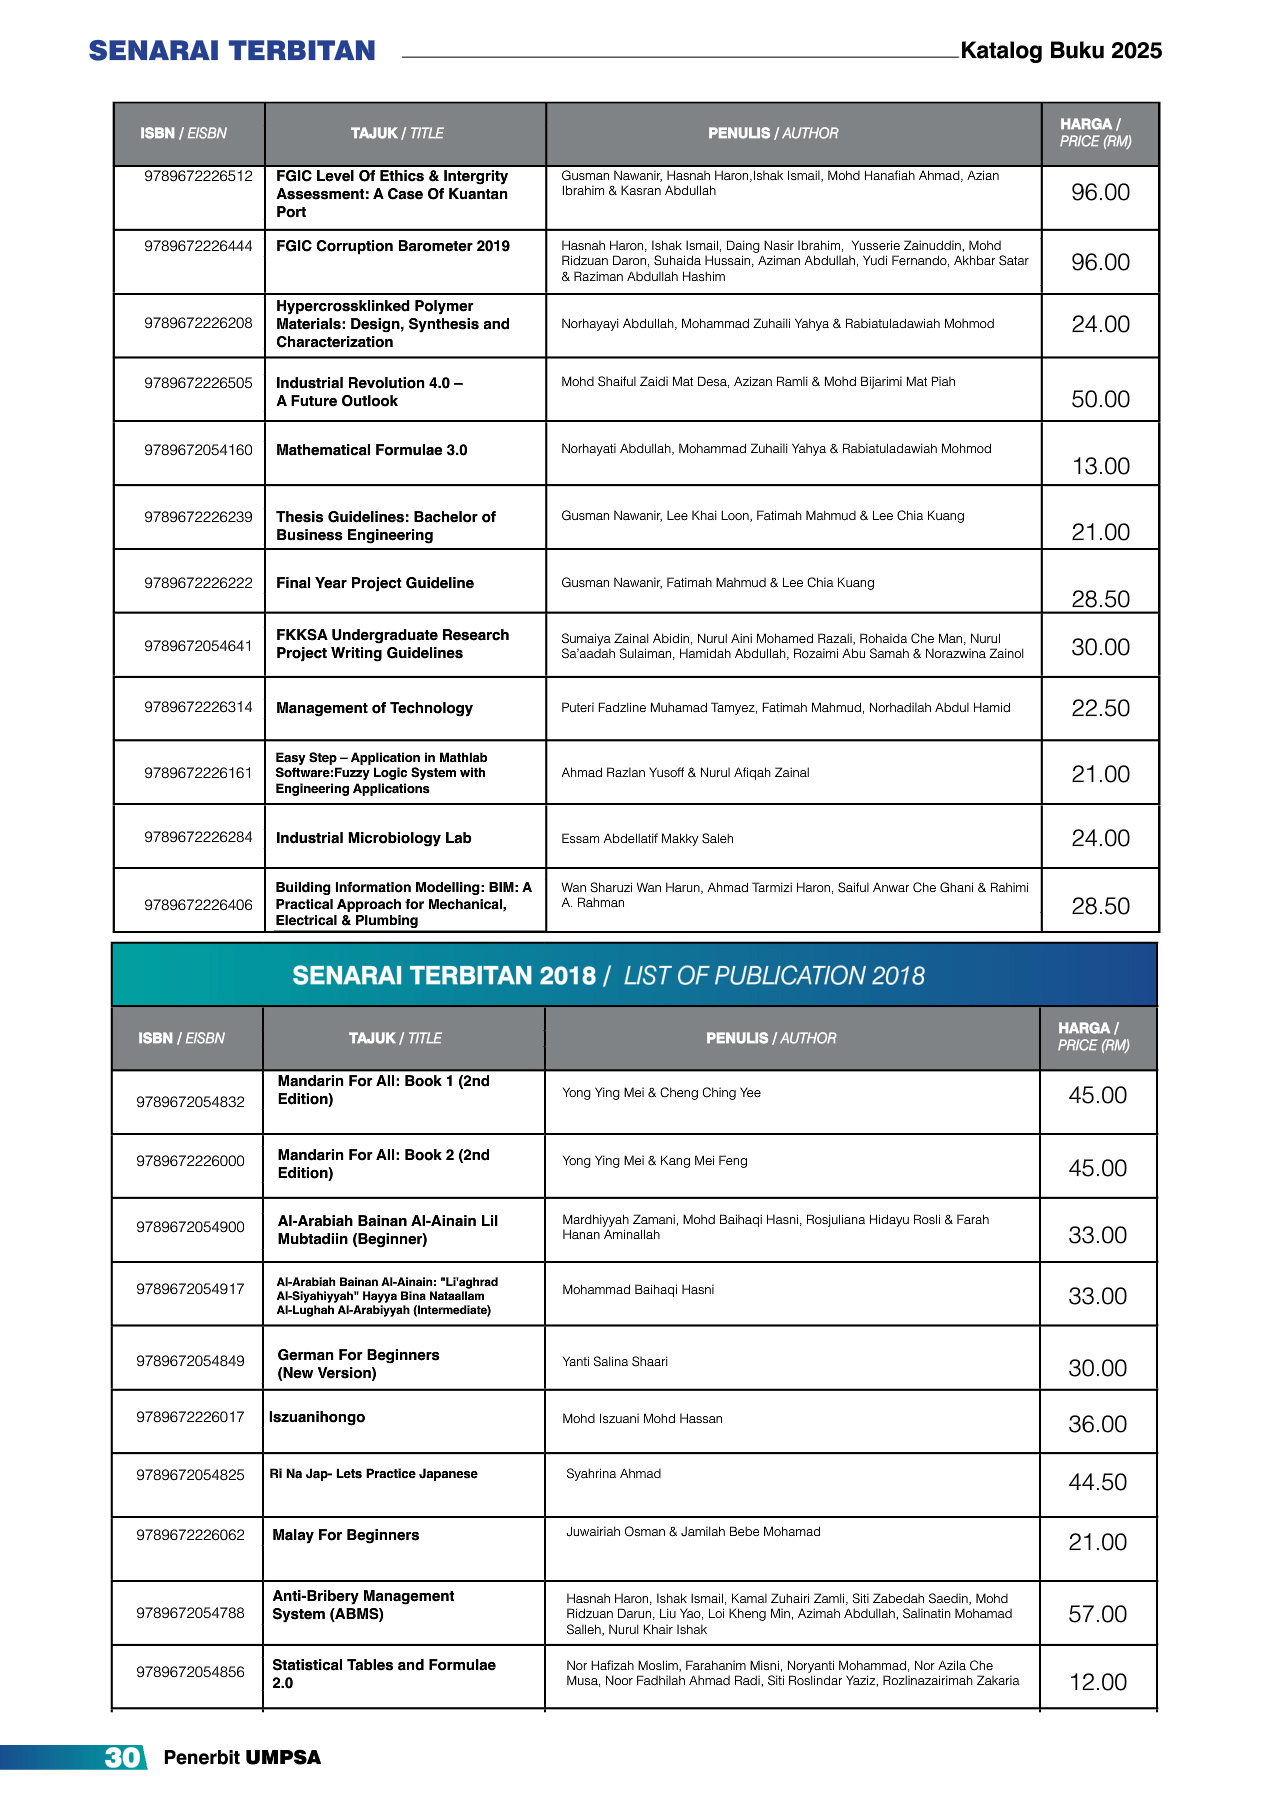 SENARAI TERBITAN
Katalog Buku 2025
ISBN / EISBN
TAJUK / TITLE
PENULIS / AUTHOR
HARGA /
PRICE (RM)
9789672226512
FGIC Level Of Ethics & Intergrity
Assessment: A Case Of Kuantan
Port
Gusman Nawanir, Hasnah Haron,Ishak Ismail, Mohd Hanafiah Ahmad, Azian
Ibrahim & Kasran Abdullah
96.00
9789672226444
FGIC Corruption Barometer 2019
Hasnah Haron, Ishak Ismail, Daing Nasir Ibrahim, Yusserie Zainuddin, Mohd
Ridzuan Daron, Suhaida Hussain, Aziman Abdullah, Yudi Fernando, Akhbar Satar
& Raziman Abdullah Hashim
96.00
9789672226208
Hypercrossklinked Polymer
Materials: Design, Synthesis and
Characterization
Norhayayi Abdullah, Mohammad Zuhaili Yahya & Rabiatuladawiah Mohmod
24.00
9789672226505
Industrial Revolution 4.0 –
A Future Outlook
Mohd Shaiful Zaidi Mat Desa, Azizan Ramli & Mohd Bijarimi Mat Piah
50.00
9789672054160
Mathematical Formulae 3.0
Norhayati Abdullah, Mohammad Zuhaili Yahya & Rabiatuladawiah Mohmod
13.00
9789672226239
Thesis Guidelines: Bachelor of
Business Engineering
Gusman Nawanir, Lee Khai Loon, Fatimah Mahmud & Lee Chia Kuang
21.00
9789672226222
Final Year Project Guideline
Gusman Nawanir, Fatimah Mahmud & Lee Chia Kuang
28.50
9789672054641
FKKSA Undergraduate Research
Project Writing Guidelines
Sumaiya Zainal Abidin, Nurul Aini Mohamed Razali, Rohaida Che Man, Nurul
Sa’aadah Sulaiman, Hamidah Abdullah, Rozaimi Abu Samah & Norazwina Zainol
30.00
9789672226314
Management of Technology
Puteri Fadzline Muhamad Tamyez, Fatimah Mahmud, Norhadilah Abdul Hamid
22.50
9789672226161
Easy Step – Application in Mathlab
Software:Fuzzy Logic System with
Engineering Applications
Ahmad Razlan Yusoff & Nurul Afiqah Zainal
21.00
9789672226284
Industrial Microbiology Lab
Essam Abdellatif Makky Saleh
24.00
9789672226406
Building Information Modelling: BIM: A
Practical Approach for Mechanical,
Electrical & Plumbing
Wan Sharuzi Wan Harun, Ahmad Tarmizi Haron, Saiful Anwar Che Ghani & Rahimi
A. Rahman
28.50
SENARAI TERBITAN 2018 / LIST OF PUBLICATION 2018
ISBN / EISBN
TAJUK / TITLE
PENULIS / AUTHOR
HARGA /
PRICE (RM)
9789672054832
Mandarin For All: Book 1 (2nd
Edition)
Yong Ying Mei & Cheng Ching Yee
45.00
9789672226000
Mandarin For All: Book 2 (2nd
Edition)
Yong Ying Mei & Kang Mei Feng
45.00
9789672054900
Al-Arabiah Bainan Al-Ainain Lil
Mubtadiin (Beginner)
Mardhiyyah Zamani, Mohd Baihaqi Hasni, Rosjuliana Hidayu Rosli & Farah
Hanan Aminallah
33.00
9789672054917
Al-Arabiah Bainan Al-Ainain: "Li'aghrad
Al-Siyahiyyah" Hayya Bina Nataallam
Al-Lughah Al-Arabiyyah (Intermediate)
Mohammad Baihaqi Hasni
33.00
9789672054849
German For Beginners
(New Version)
Yanti Salina Shaari
30.00
9789672226017
Iszuanihongo
Mohd Iszuani Mohd Hassan
36.00
9789672054825
Ri Na Jap- Lets Practice Japanese
Syahrina Ahmad
44.50
9789672226062
Malay For Beginners
Juwairiah Osman & Jamilah Bebe Mohamad
21.00
9789672054788
Anti-Bribery Management
System (ABMS)
Hasnah Haron, Ishak Ismail, Kamal Zuhairi Zamli, Siti Zabedah Saedin, Mohd
Ridzuan Darun, Liu Yao, Loi Kheng Min, Azimah Abdullah, Salinatin Mohamad
Salleh, Nurul Khair Ishak
57.00
9789672054856
Statistical Tables and Formulae
2.0
Nor Hafizah Moslim, Farahanim Misni, Noryanti Mohammad, Nor Azila Che
Musa, Noor Fadhilah Ahmad Radi, Siti Roslindar Yaziz, Rozlinazairimah Zakaria
12.00
30
Penerbit UMPSA